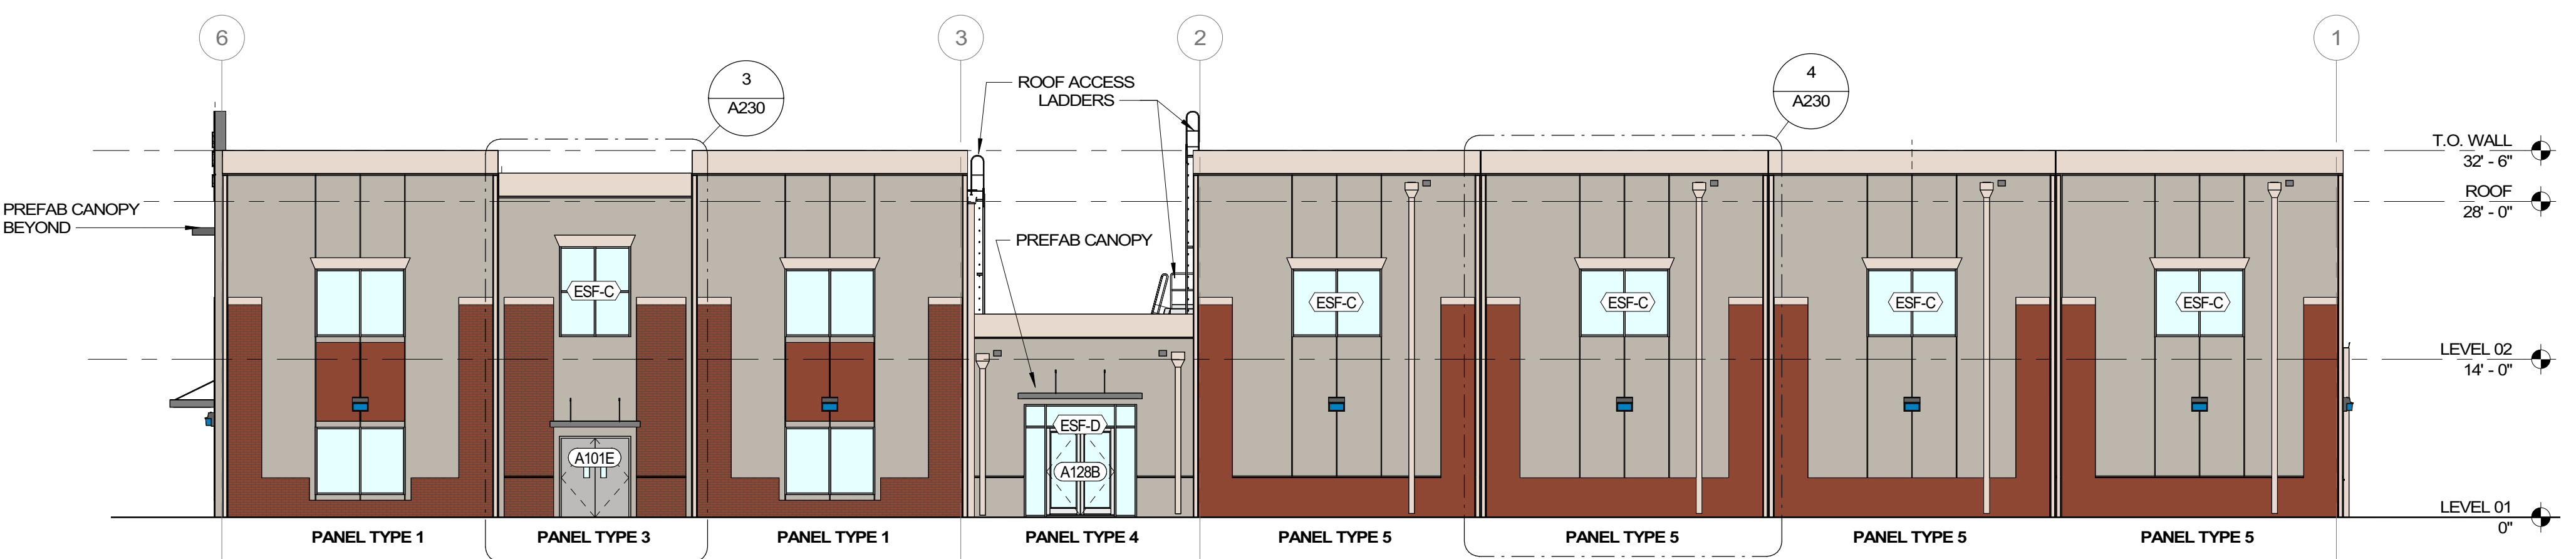 6
3
2
1
3
A230
4
A230
ROOF ACCESS
LADDERS
T.O. WALL
32' - 6"
ROOF
28' - 0"
PREFAB CANOPY
BEYOND
PREFAB CANOPY
ESF-C
ESF-C
ESF-C
ESF-C
ESF-C
LEVEL 02
14' - 0"
ESF-D
A101E
A128B
LEVEL 01
0"
PANEL TYPE 1
PANEL TYPE 3
PANEL TYPE 1
PANEL TYPE 4
PANEL TYPE 5
PANEL TYPE 5
PANEL TYPE 5
PANEL TYPE 5